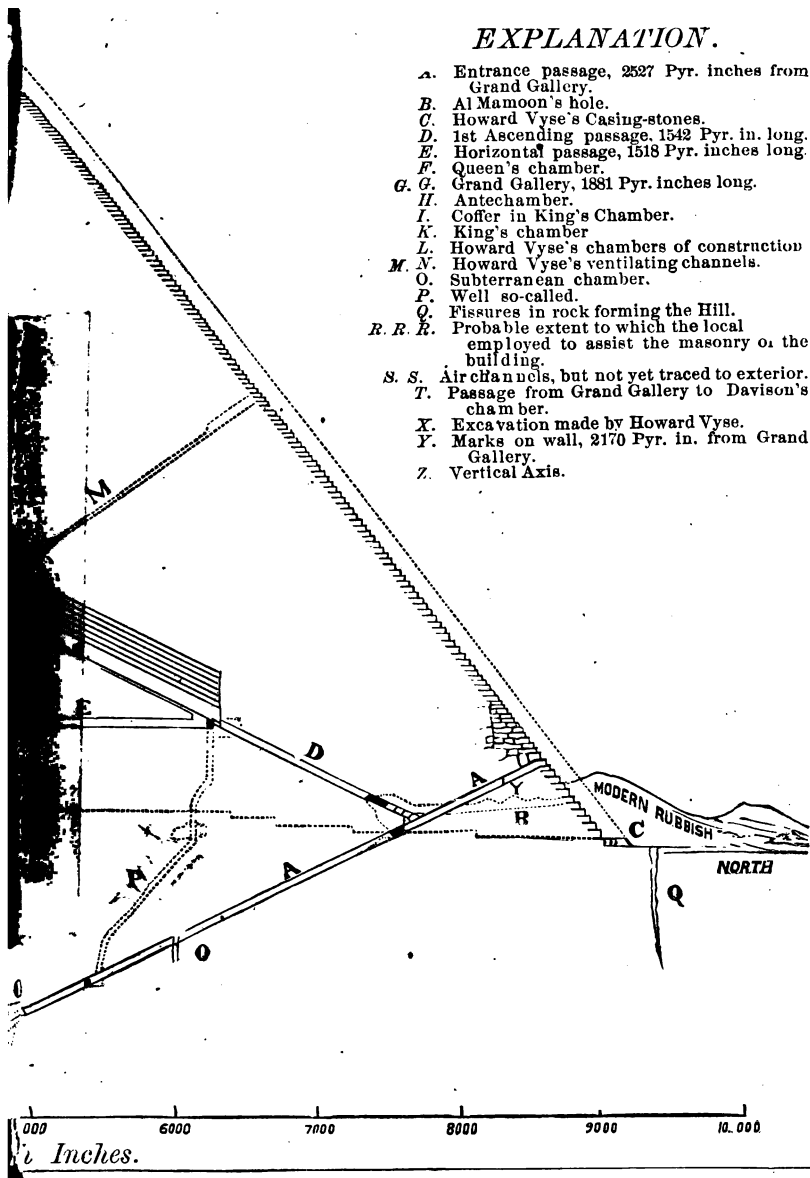 EXPLANATION.
A. Entrance passage, 2527 Pyr. inches from
Grand Gallery.
B. Al Mamoon's hole.
C. Howard Vyse's Casing-stones.
D. 1st Ascending passage. 1542 Pyr. in. long.
E. Horizontal passage, 1518 Pyr. inches long.
F. Queen's chamber.
G. G. Grand Gallery, 1881 Pyr. inches long.
H. Antechamber.
I. Coffer in King's Chamber.
K. King's chamber
L. Howard Vyse's chambers of construction
M. N. Howard Vyse's ventilating channels.
O. Subterranean chamber.
P. Well so-called.
Q. Fissures in rock forming the Hill.
R. R. R. Probable extent to which the local
employed to assist the masonry of the
building.
S. S. Air channels, but not yet traced to exterior.
T. Passage from Grand Gallery to Davison's
chamber.
X. Excavation made by Howard Vyse.
Y. Marks on wall, 2170 Pyr. in. from Grand
Gallery.
Z. Vertical Axis.
M
D
A
Y
R
MODERN RUBBISH
C
NORTH
A
Q
Q
000 6000 7000 8000 9000 10.000
Inches.